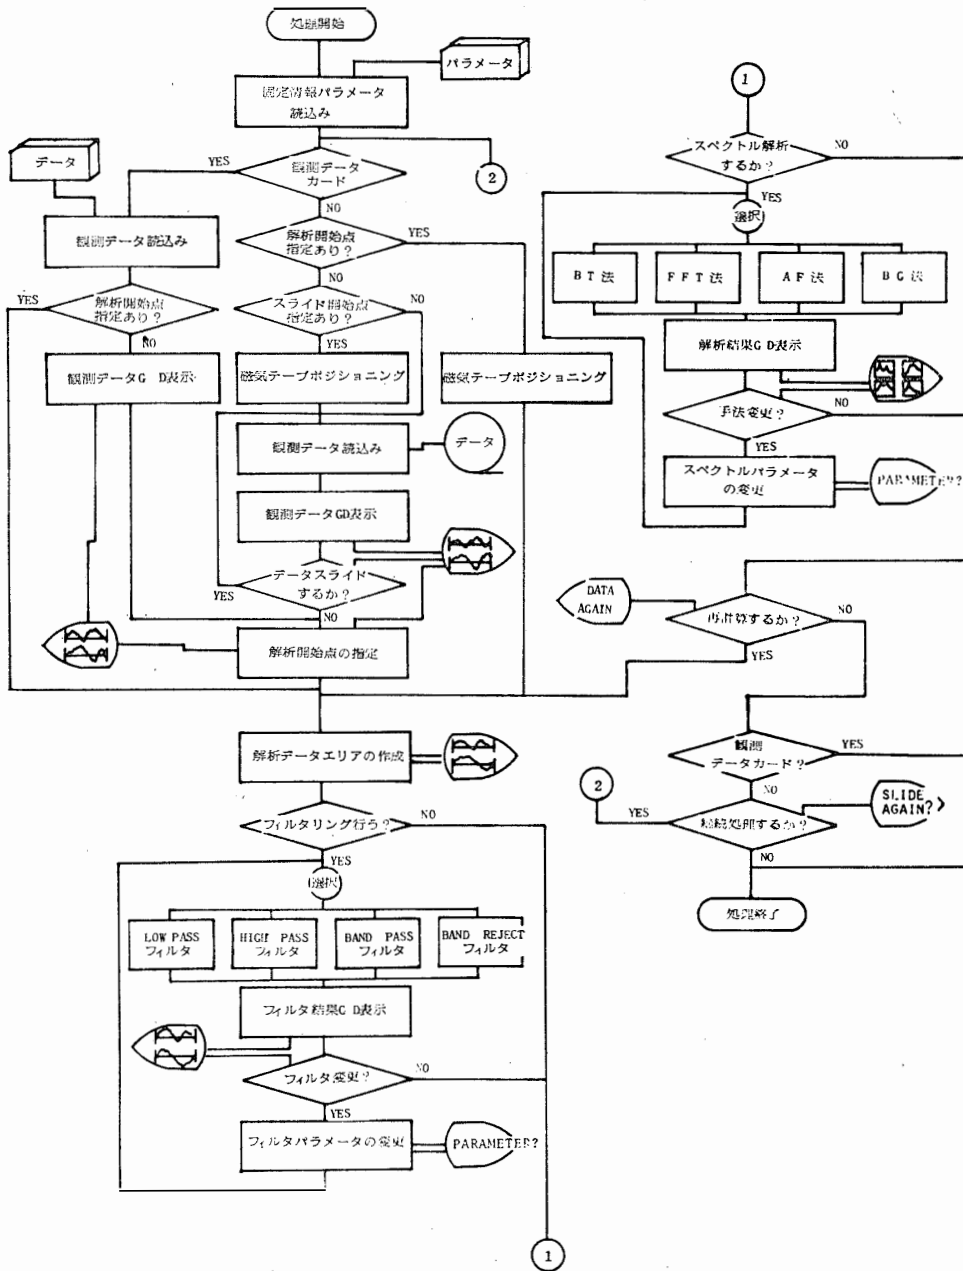 処理開始
パラメータ
固定情報パラメータ
読込み
データ
YES
観測データ
カード
2
NO
観測データ読込み
解析開始点
指定あり?
YES
NO
YES
解析開始点
指定あり?
スライド開始点
指定あり?
NO
NO
YES
観測データG D表示
磁気テープポジショニング
磁気テープポジショニング
観測データ読込み
データ
観測データGD表示
データスライド
するか?
YES
NO
解析開始点の指定
解析データエリアの作成
フィルタリング行う?
NO
YES
選択
LOW PASS
フィルタ
HIGH PASS
フィルタ
BAND PASS
フィルタ
BAND REJECT
フィルタ
フィルタ結果G D表示
フィルタ変更?
NO
YES
フィルタパラメータの変更
PARAMETER?
1
1
スペクトル解析
するか?
NO
YES
選択
BT法
FFT法
AF法
BG法
解析結果GD表示
手法変更?
NO
YES
スペクトルパラメータ
の変更
PARAMETER?
DATA
AGAIN
再計算するか?
NO
YES
観測
データカード?
YES
NO
2
YES
継続処理するか?
SLIDE
AGAIN?
NO
処理終了